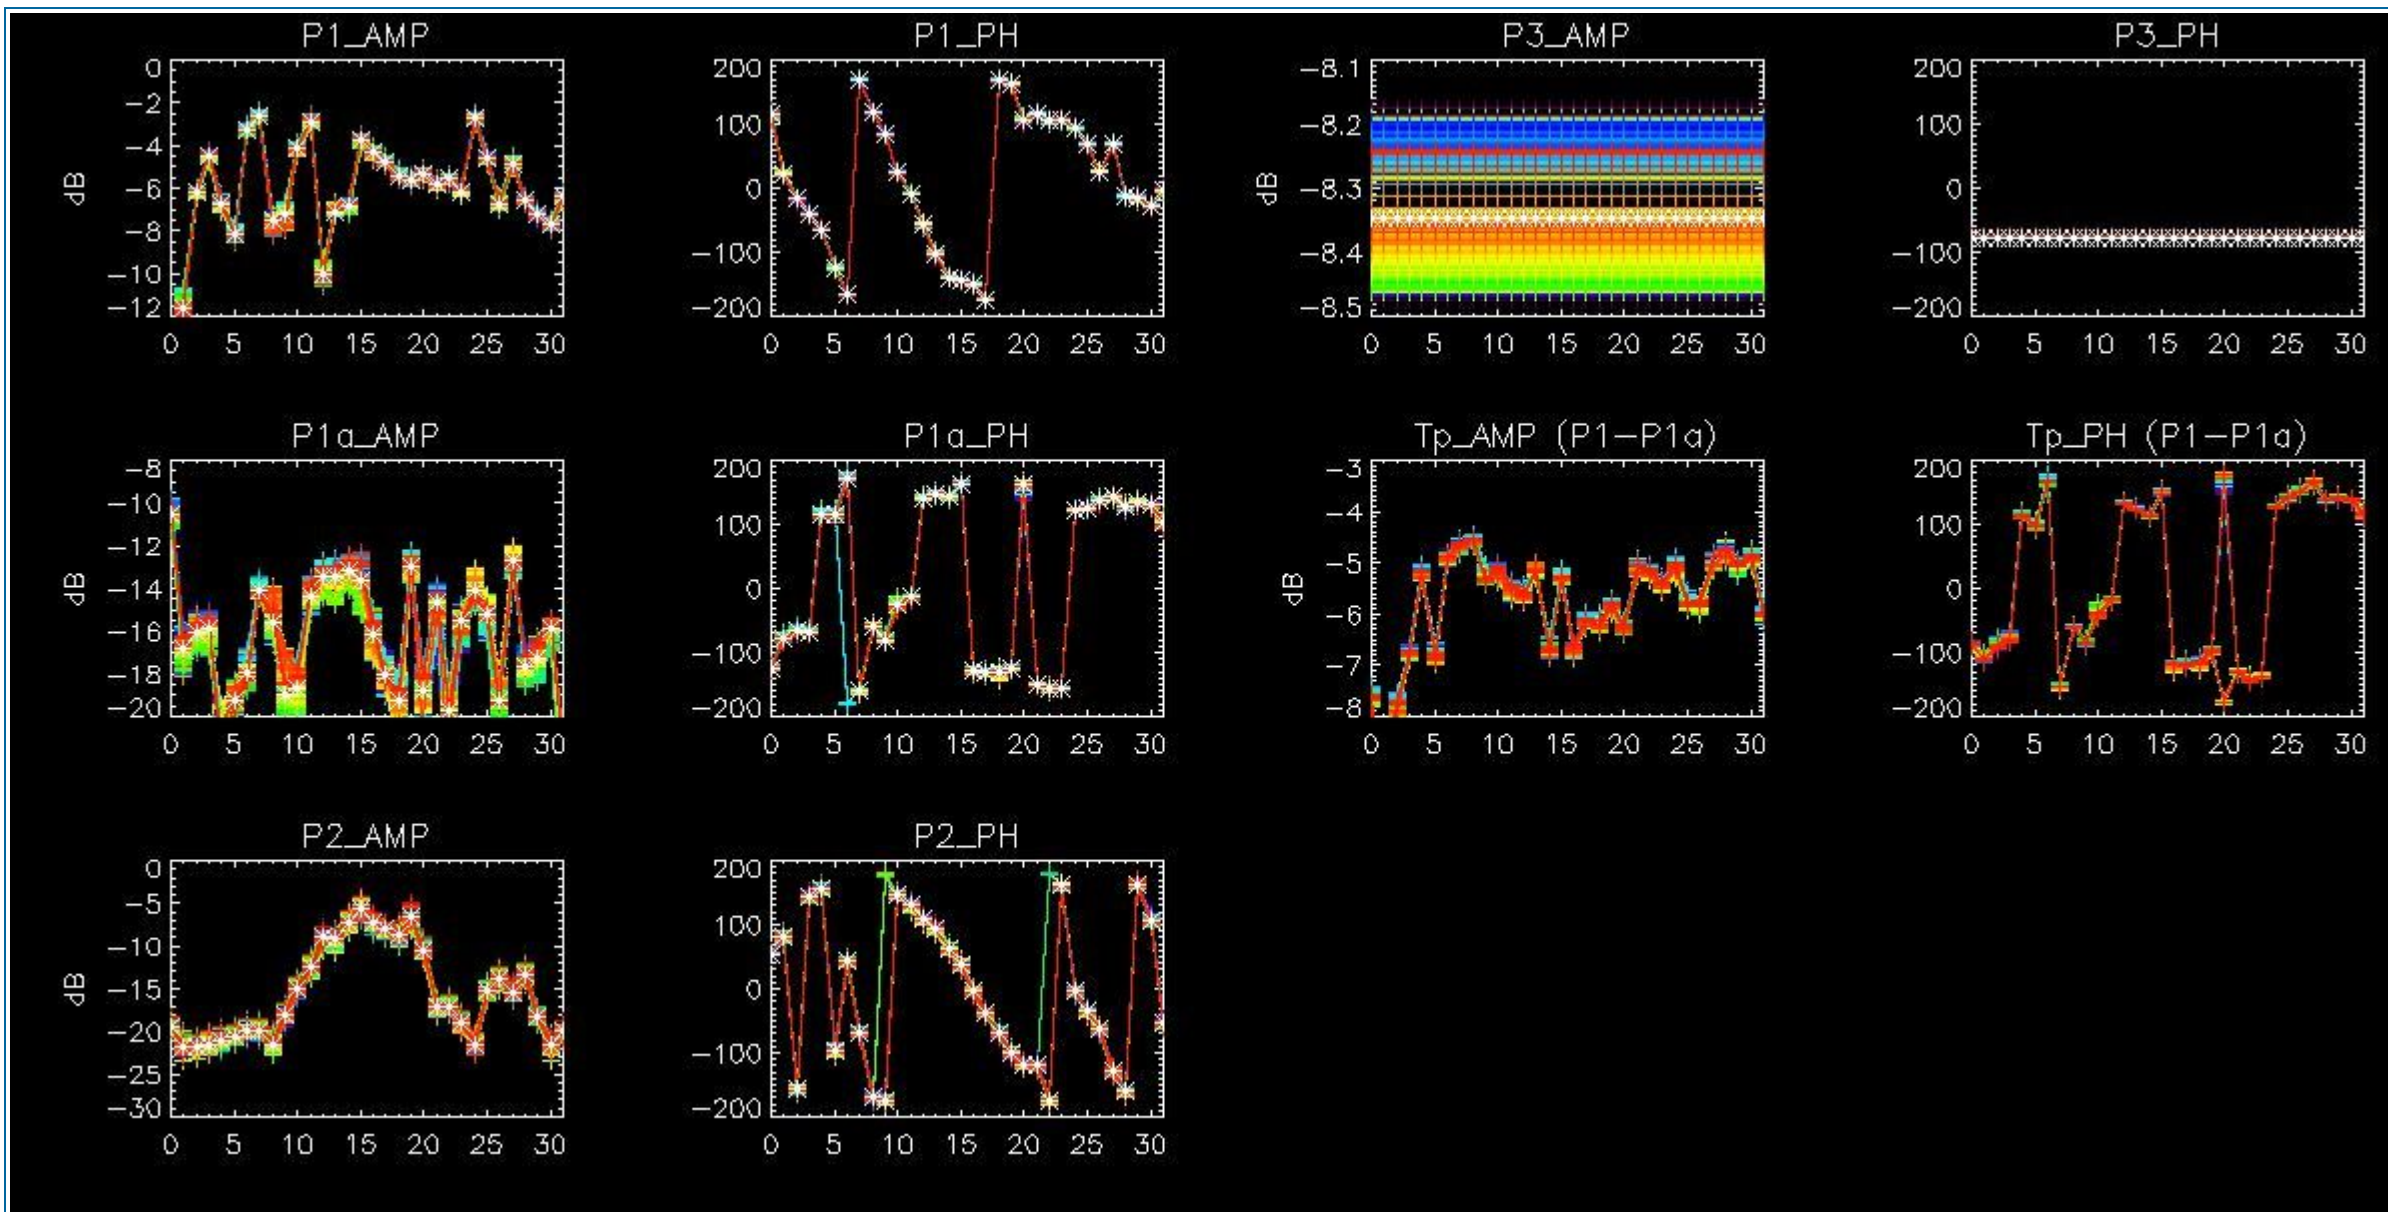 P1_AMP
0
−2
−4
−6
−8
−10
−12
dB
0 5 10 15 20 25 30
P1_PH
200
100
0
−100
−200
0 5 10 15 20 25 30
P3_AMP
−8.1
−8.2
−8.3
−8.4
−8.5
dB
0 5 10 15 20 25 30
P3_PH
200
100
0
−100
−200
0 5 10 15 20 25 30
P1a_AMP
−8
−10
−12
−14
−16
−18
−20
dB
0 5 10 15 20 25 30
P1a_PH
200
100
0
−100
−200
0 5 10 15 20 25 30
Tp_AMP (P1−P1a)
−3
−4
−5
−6
−7
−8
dB
0 5 10 15 20 25 30
Tp_PH (P1−P1a)
200
100
0
−100
−200
0 5 10 15 20 25 30
P2_AMP
0
−5
−10
−15
−20
−25
−30
dB
0 5 10 15 20 25 30
P2_PH
200
100
0
−100
−200
0 5 10 15 20 25 30